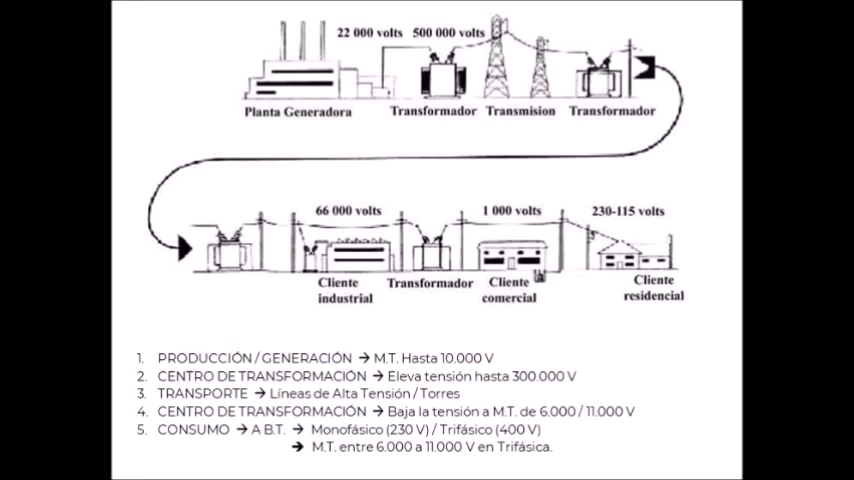 22 000 volts 500 000 volts
Planta Generadora Transformador Transmision Transformador
66 000 volts 1 000 volts 230-115 volts
Cliente industrial Transformador Cliente comercial Cliente residencial
1. PRODUCCIÓN / GENERACIÓN → M.T. Hasta 10.000 V
2. CENTRO DE TRANSFORMACIÓN → Eleva tensión hasta 300.000 V
3. TRANSPORTE → Líneas de Alta Tensión / Torres
4. CENTRO DE TRANSFORMACIÓN → Baja la tensión a M.T. de 6.000 / 11.000 V
5. CONSUMO → A B.T. → Monofásico (230 V) / Trifásico (400 V)
→ M.T. entre 6.000 a 11.000 V en Trifásica.